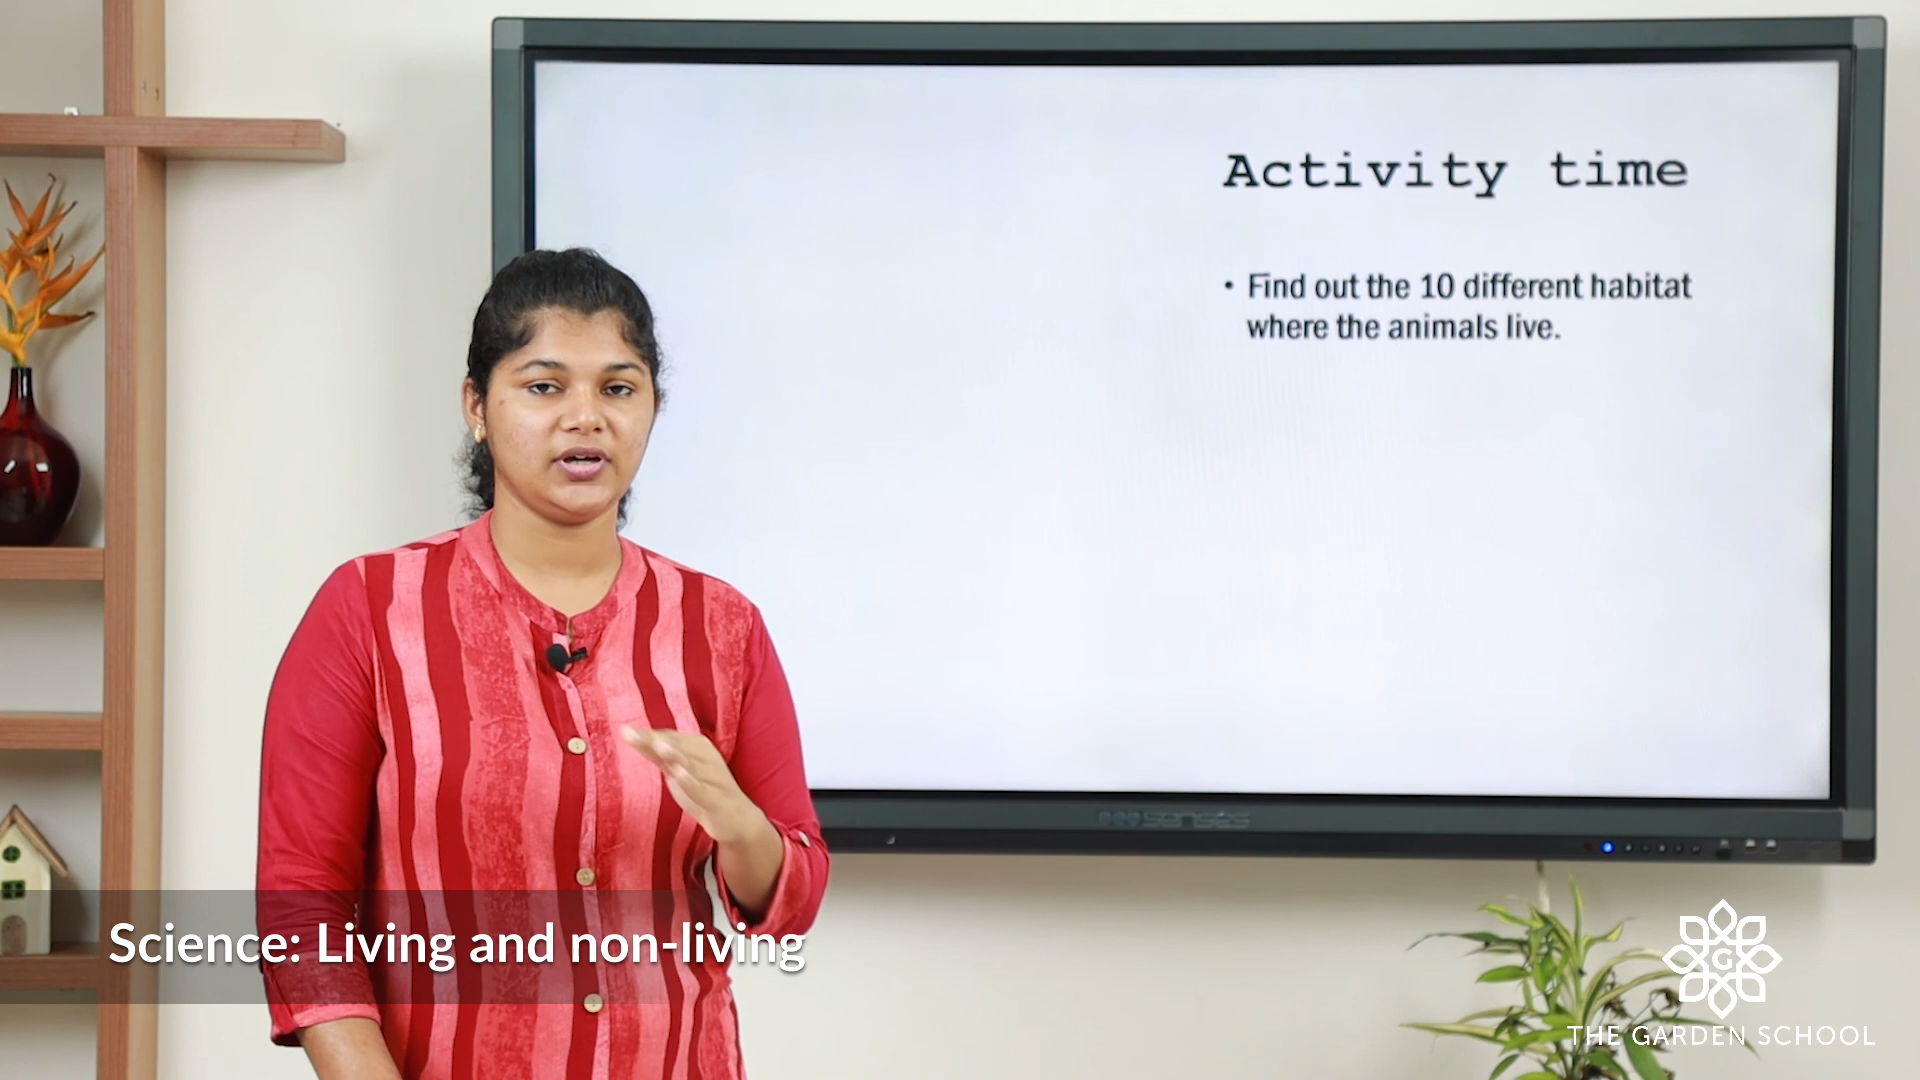 Activity time
• Find out the 10 different habitat
where the animals live.
senses
Science: Living and non-living
G
THE GARDEN SCHOOL